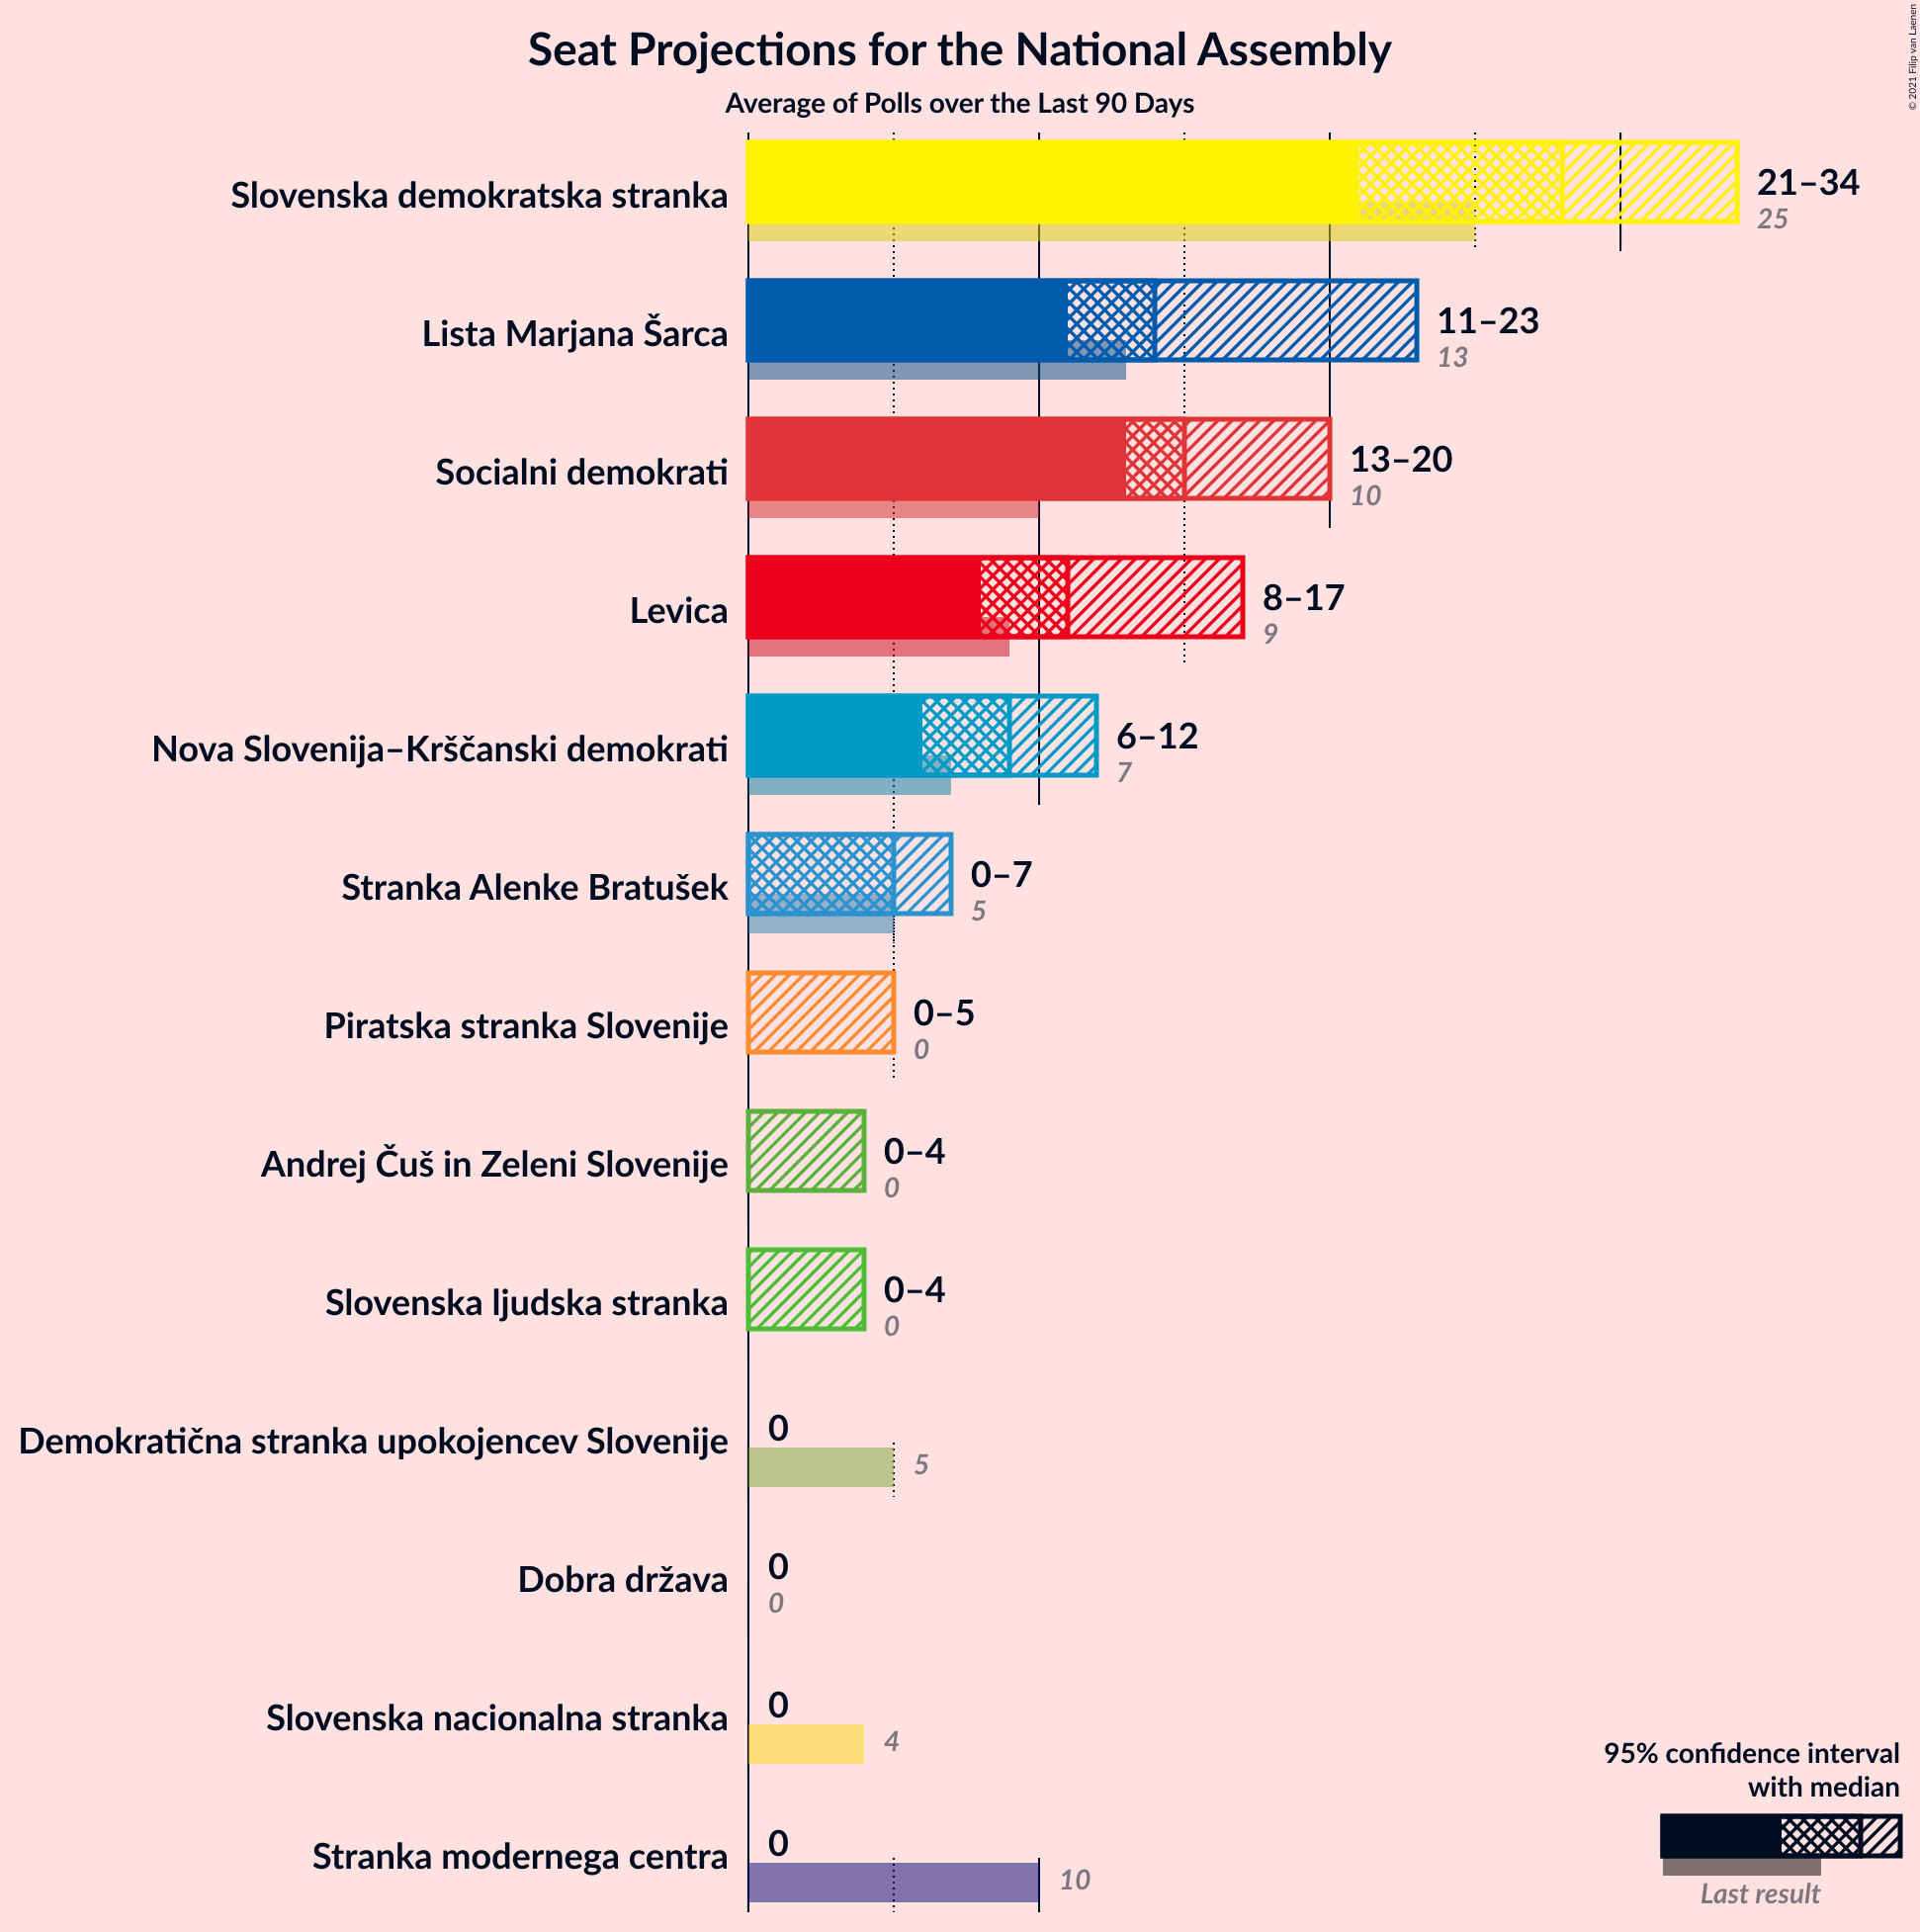 Seat Projections for the National Assembly
Average of Polls over the Last 90 Days
© 2021 Filip van Laenen
Slovenska demokratska stranka
21–34
25
Lista Marjana Šarca
11–23
13
Socialni demokrati
13–20
10
Levica
8–17
9
Nova Slovenija–Krščanski demokrati
6–12
7
Stranka Alenke Bratušek
0–7
5
Piratska stranka Slovenije
0–5
0
Andrej Čuš in Zeleni Slovenije
0–4
0
Slovenska ljudska stranka
0–4
0
Demokratična stranka upokojencev Slovenije
0
5
Dobra država
0
0
Slovenska nacionalna stranka
0
4
Stranka modernega centra
0
10
95% confidence interval
with median
Last result